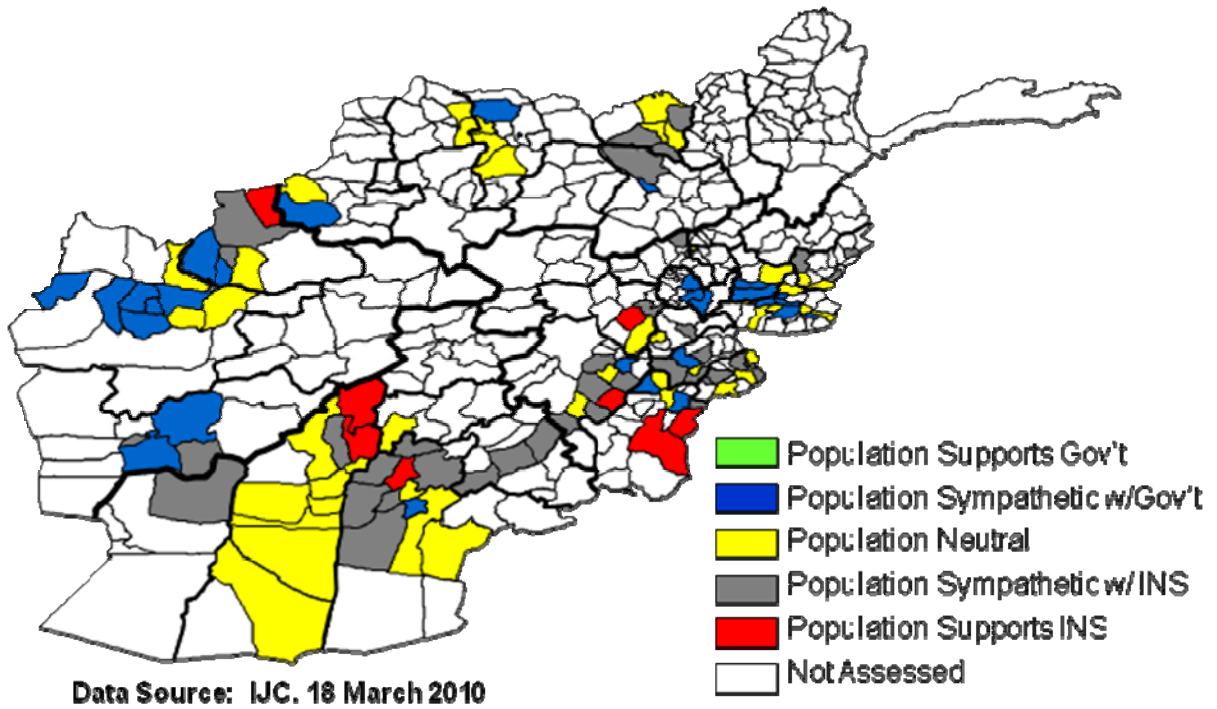 Population Supports Gov't
Population Sympathetic w/Gov't
Population Neutral
Population Sympathetic w/ INS
Population Supports INS
Not Assessed
Data Source: IJC, 18 March 2010